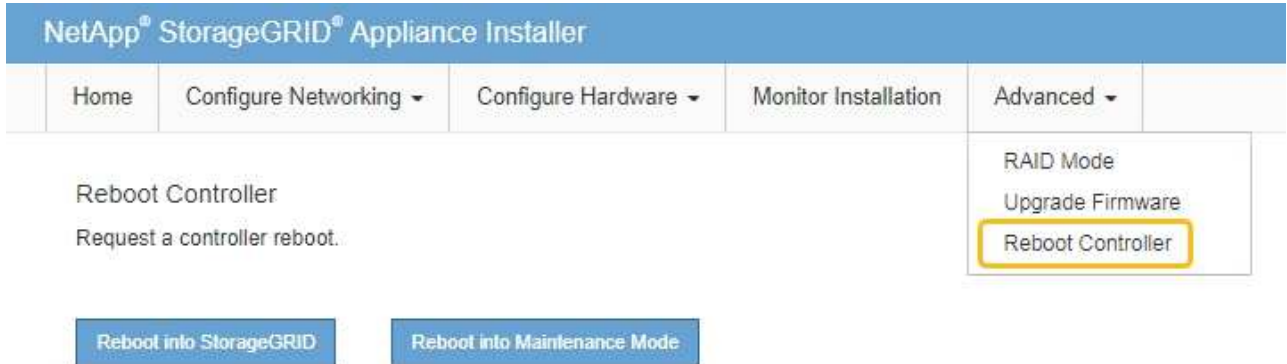 NetApp® StorageGRID® Appliance Installer
Home Configure Networking Configure Hardware Monitor Installation Advanced
RAID Mode
Upgrade Firmware
Reboot Controller
Reboot Controller
Request a controller reboot.
Reboot into StorageGRID Reboot into Maintenance Mode